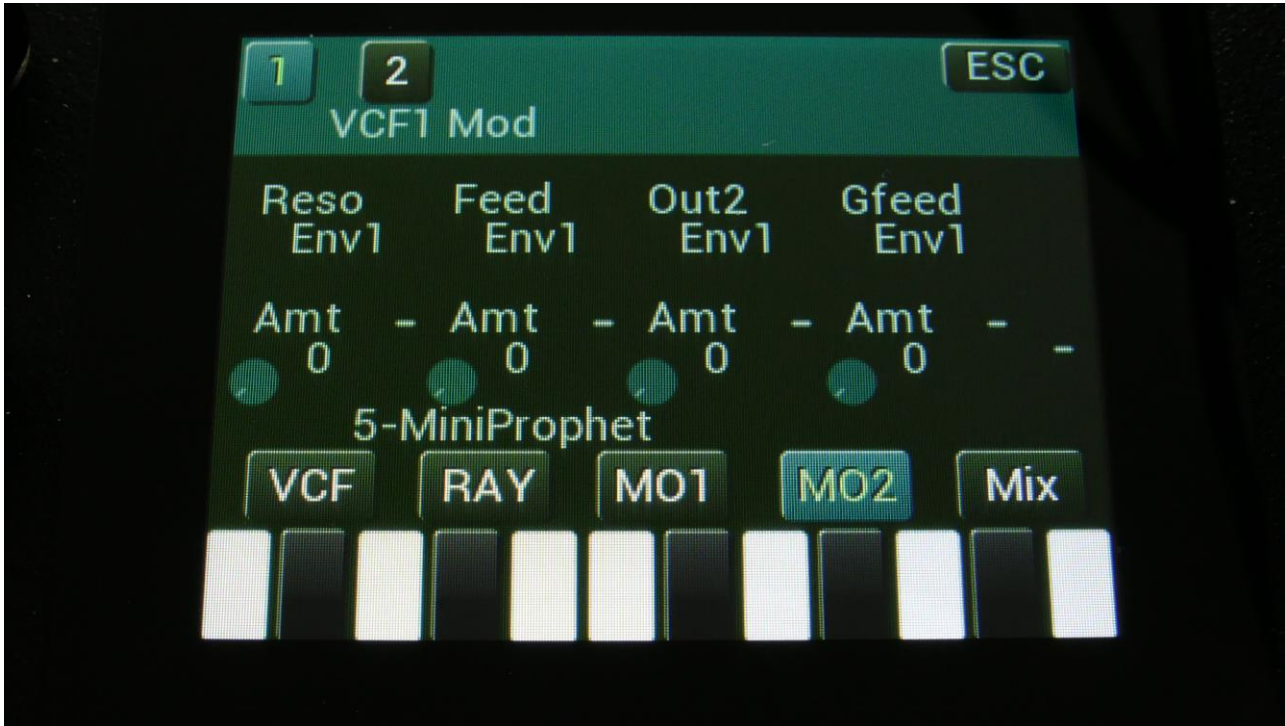 1 2 ESC
VCF1 Mod
Reso Feed Out2 Gfeed
Env1 Env1 Env1 Env1
Amt - Amt - Amt - Amt -
0 0 0 0 -
5-MiniProphet
VCF RAY MO1 MO2 Mix